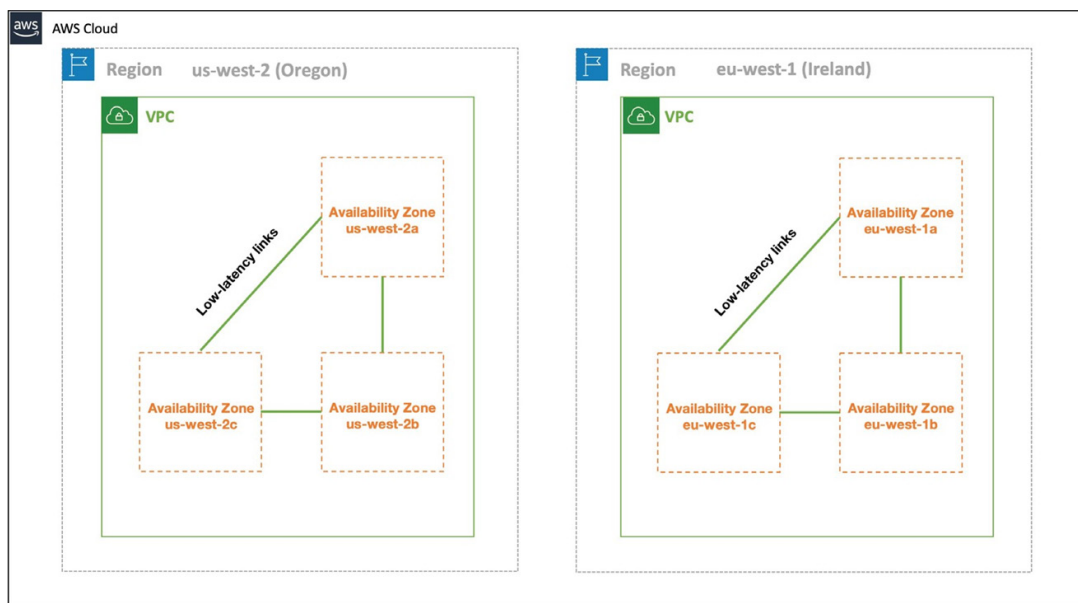 aws AWS Cloud
Region us-west-2 (Oregon)
VPC
Availability Zone
us-west-2a
Low-latency links
Availability Zone
us-west-2c
Availability Zone
us-west-2b
Region eu-west-1 (Ireland)
VPC
Availability Zone
eu-west-1a
Low-latency links
Availability Zone
eu-west-1c
Availability Zone
eu-west-1b